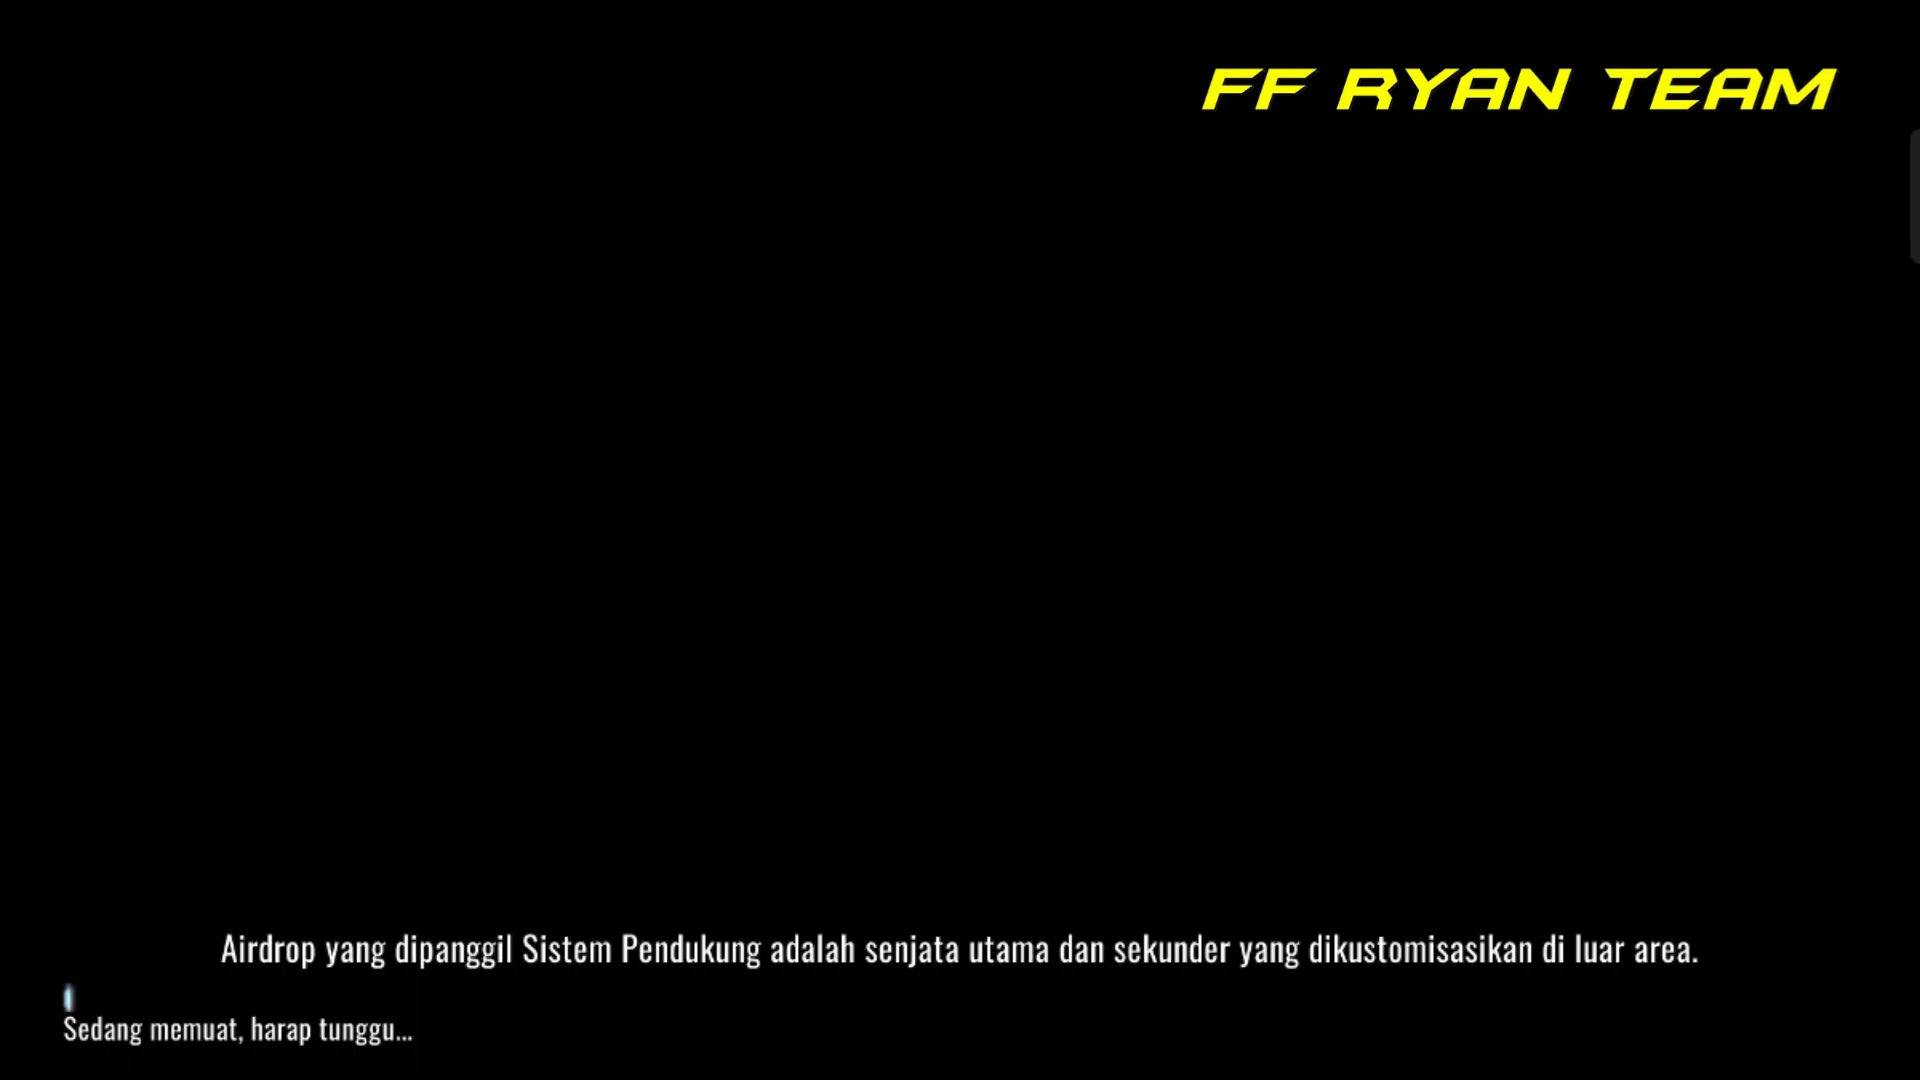 FF RYAN TEAM
Airdrop yang dipanggil Sistem Pendukung adalah senjata utama dan sekunder yang dikustomisasikan di luar area.
Sedang memuat, harap tunggu...